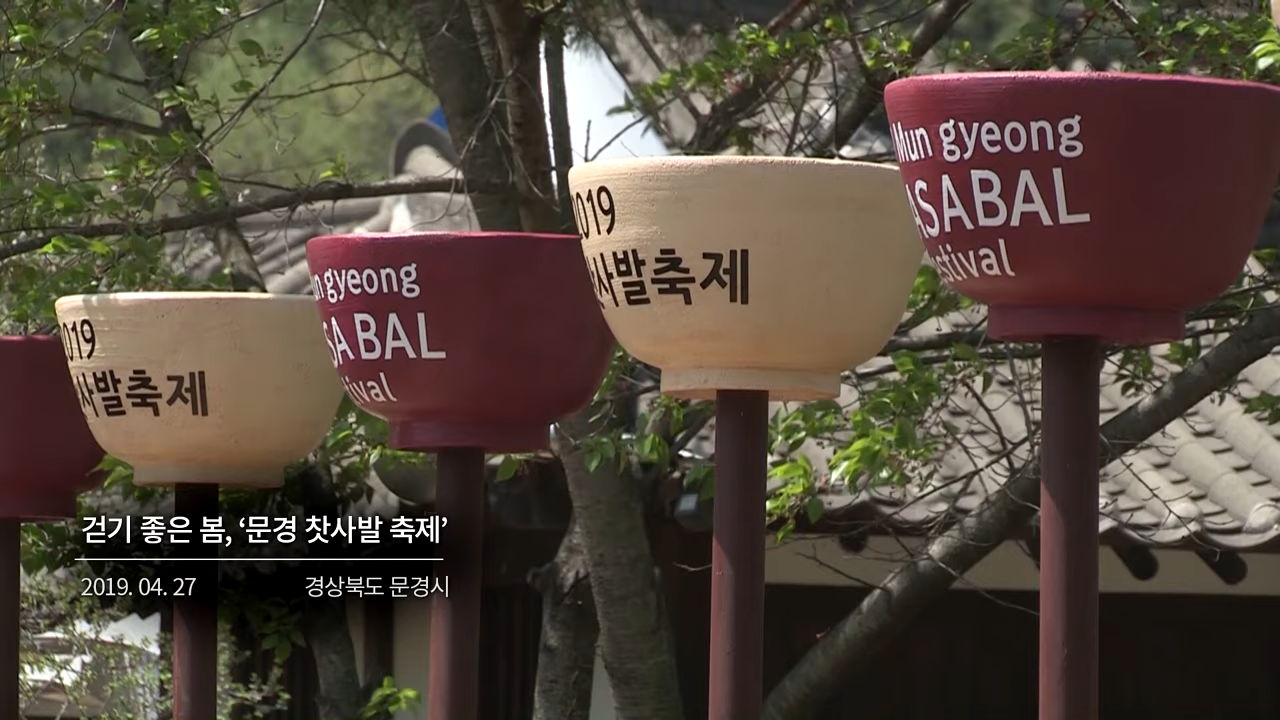 Mun gyeong
ASABAL
stival
2019
찻사발축제
gyeong
SABAL
ival
019
사발축제
걷기 좋은 봄, ‘문경 찻사발 축제’
2019. 04. 27 경상북도 문경시